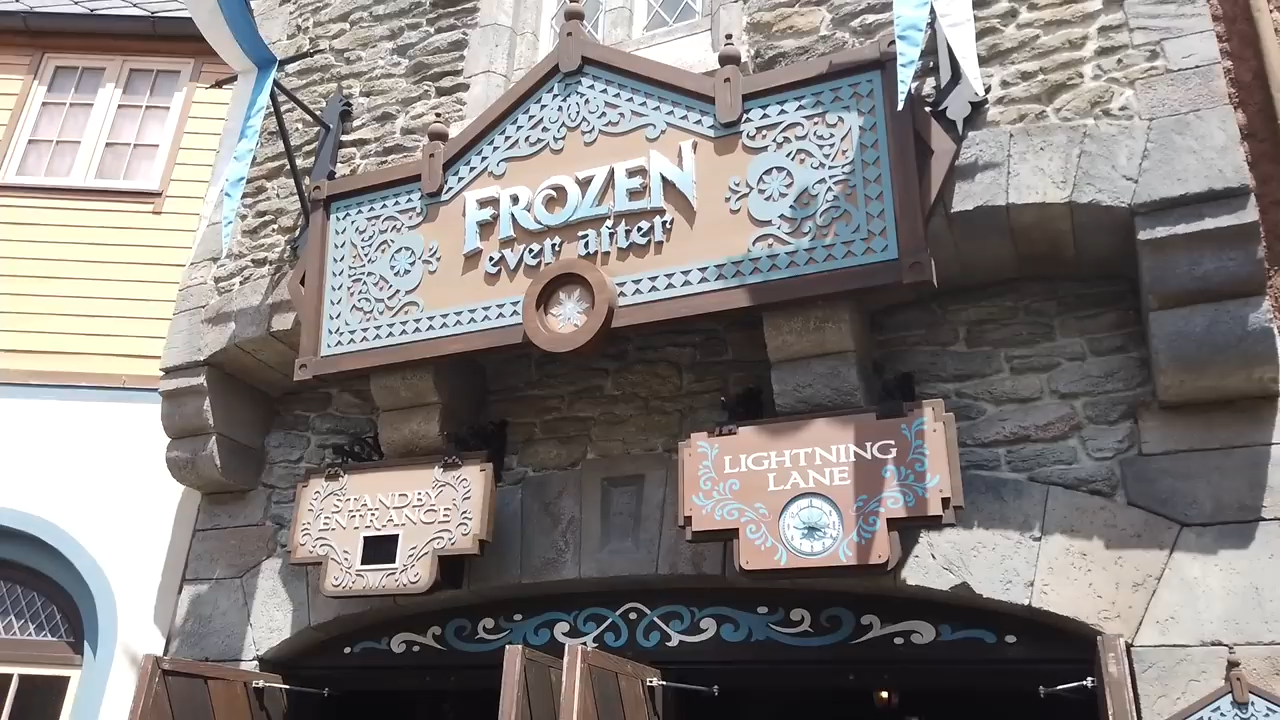 FROZEN
ever after
STANDBY
ENTRANCE
LIGHTNING
LANE